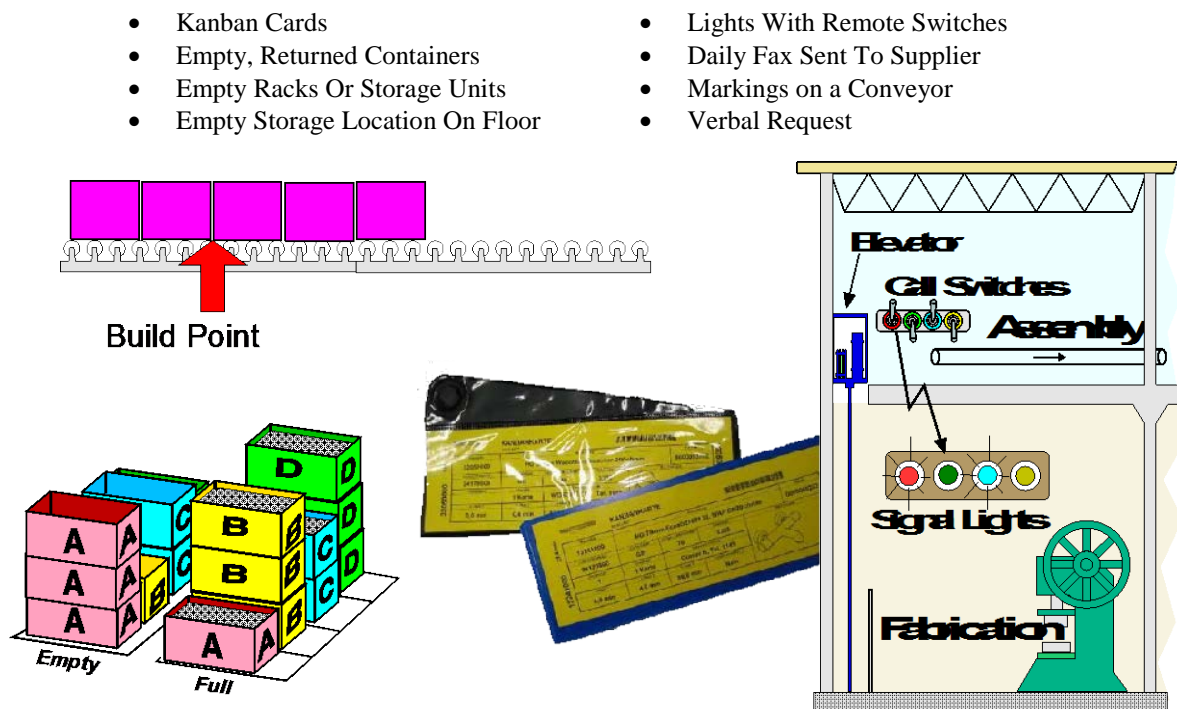 • Kanban Cards
• Empty, Returned Containers
• Empty Racks Or Storage Units
• Empty Storage Location On Floor
• Lights With Remote Switches
• Daily Fax Sent To Supplier
• Markings on a Conveyor
• Verbal Request
Build Point
Elevator
Call Switches
Assembly
Signal Lights
Fabrication
D
D
D
D
C
C
C
C
B
B
B
B
B
B
A
A
A
A
A
A
A
A
Empty
Full
KANBANKARTE